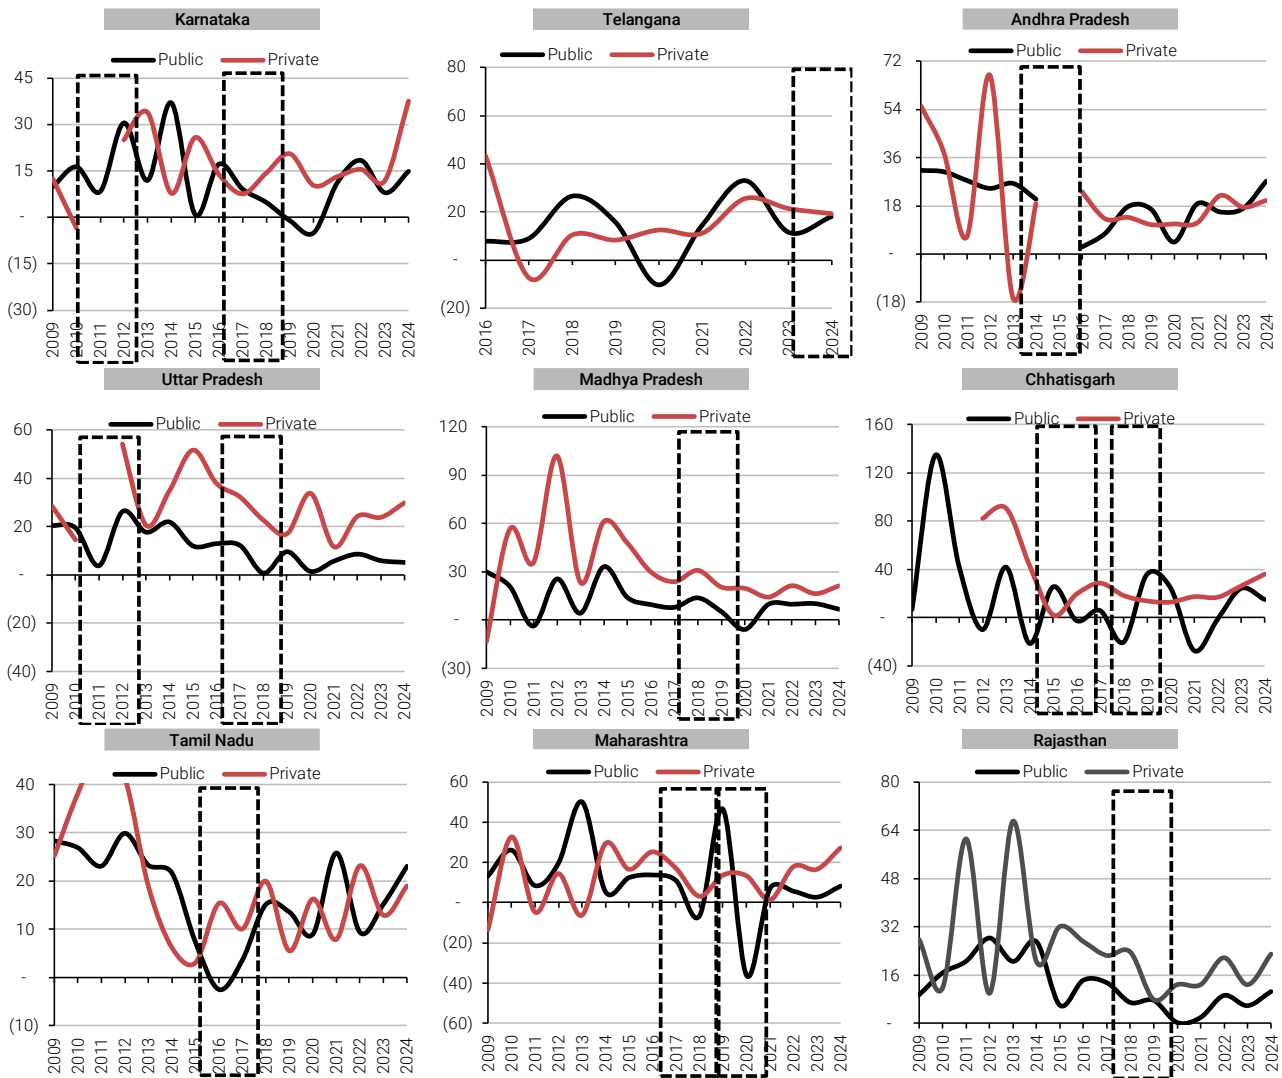 Karnataka
Public Private
45
30
15
-
(15)
(30)
2009 2010 2011 2012 2013 2014 2015 2016 2017 2018 2019 2020 2021 2022 2023 2024
Telangana
Public Private
80
60
40
20
-
(20)
2016 2017 2018 2019 2020 2021 2022 2023 2024
Andhra Pradesh
Public Private
72
54
36
18
-
(18)
2009 2010 2011 2012 2013 2014 2015 2016 2017 2018 2019 2020 2021 2022 2023 2024
Uttar Pradesh
Public Private
60
40
20
-
(20)
(40)
2009 2010 2011 2012 2013 2014 2015 2016 2017 2018 2019 2020 2021 2022 2023 2024
Madhya Pradesh
Public Private
120
90
60
30
-
(30)
2009 2010 2011 2012 2013 2014 2015 2016 2017 2018 2019 2020 2021 2022 2023 2024
Chhatisgarh
Public Private
160
120
80
40
-
(40)
2009 2010 2011 2012 2013 2014 2015 2016 2017 2018 2019 2020 2021 2022 2023 2024
Tamil Nadu
Public Private
40
30
20
10
-
(10)
2009 2010 2011 2012 2013 2014 2015 2016 2017 2018 2019 2020 2021 2022 2023 2024
Maharashtra
Public Private
60
40
20
-
(20)
(40)
(60)
2009 2010 2011 2012 2013 2014 2015 2016 2017 2018 2019 2020 2021 2022 2023 2024
Rajasthan
Public Private
80
64
48
32
16
-
2009 2010 2011 2012 2013 2014 2015 2016 2017 2018 2019 2020 2021 2022 2023 2024